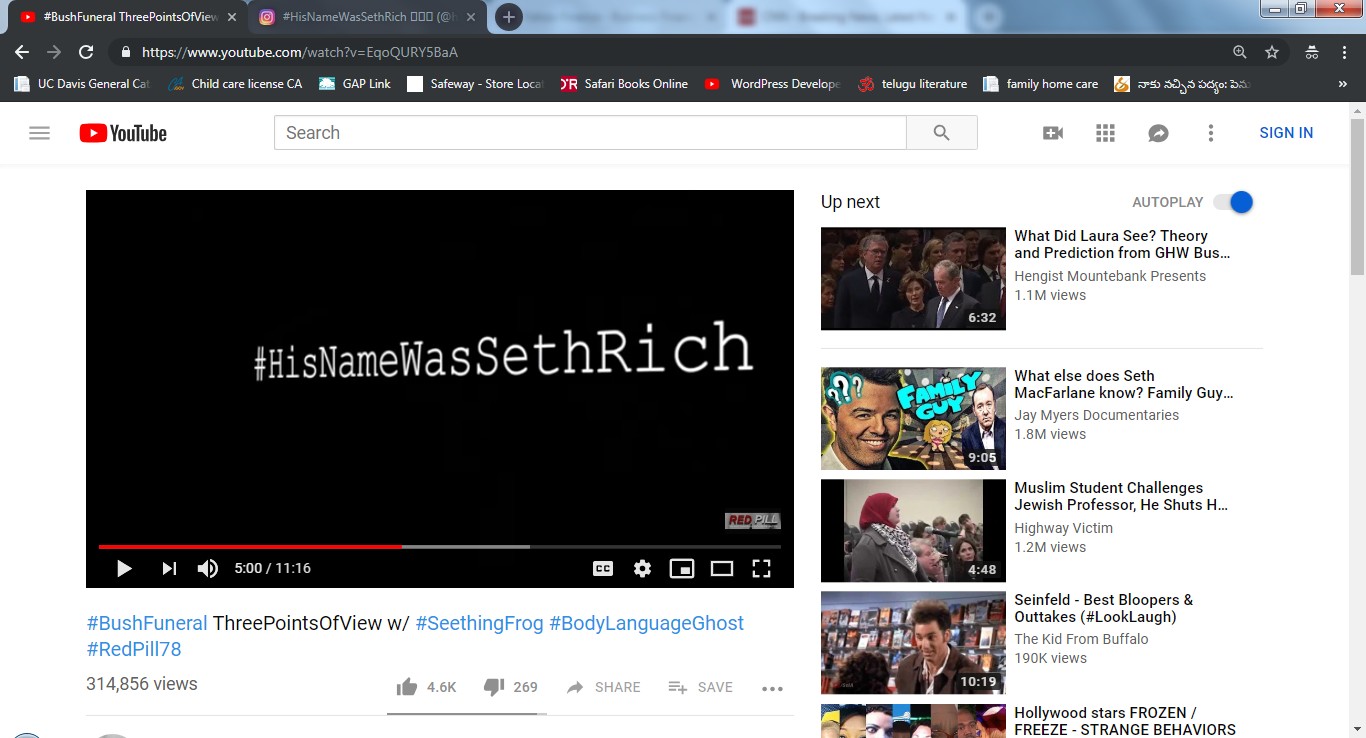 #BushFuneral ThreePointsOfView
#HisNameWasSethRich
https://www.youtube.com/watch?v=EqoQURY5BaA
UC Davis General Cat
Child care license CA
GAP Link
Safeway - Store Locat
Safari Books Online
WordPress Develope
telugu literature
family home care
నాకు నచ్చిన పద్యం: పెను
YouTube
Search
SIGN IN
#HisNameWasSethRich
RED PILL
5:00 / 11:16
CC
#BushFuneral ThreePointsOfView w/ #SeethingFrog #BodyLanguageGhost
#RedPill78
314,856 views
4.6K
269
SHARE
SAVE
Up next
AUTOPLAY
What Did Laura See? Theory
and Prediction from GHW Bus...
Hengist Mountebank Presents
1.1M views
6:32
What else does Seth
MacFarlane know? Family Guy...
Jay Myers Documentaries
1.8M views
???
FAMILY
GUY
9:05
Muslim Student Challenges
Jewish Professor, He Shuts H...
Highway Victim
1.2M views
4:48
Seinfeld - Best Bloopers &
Outtakes (#LookLaugh)
The Kid From Buffalo
190K views
10:19
Hollywood stars FROZEN /
FREEZE - STRANGE BEHAVIORS